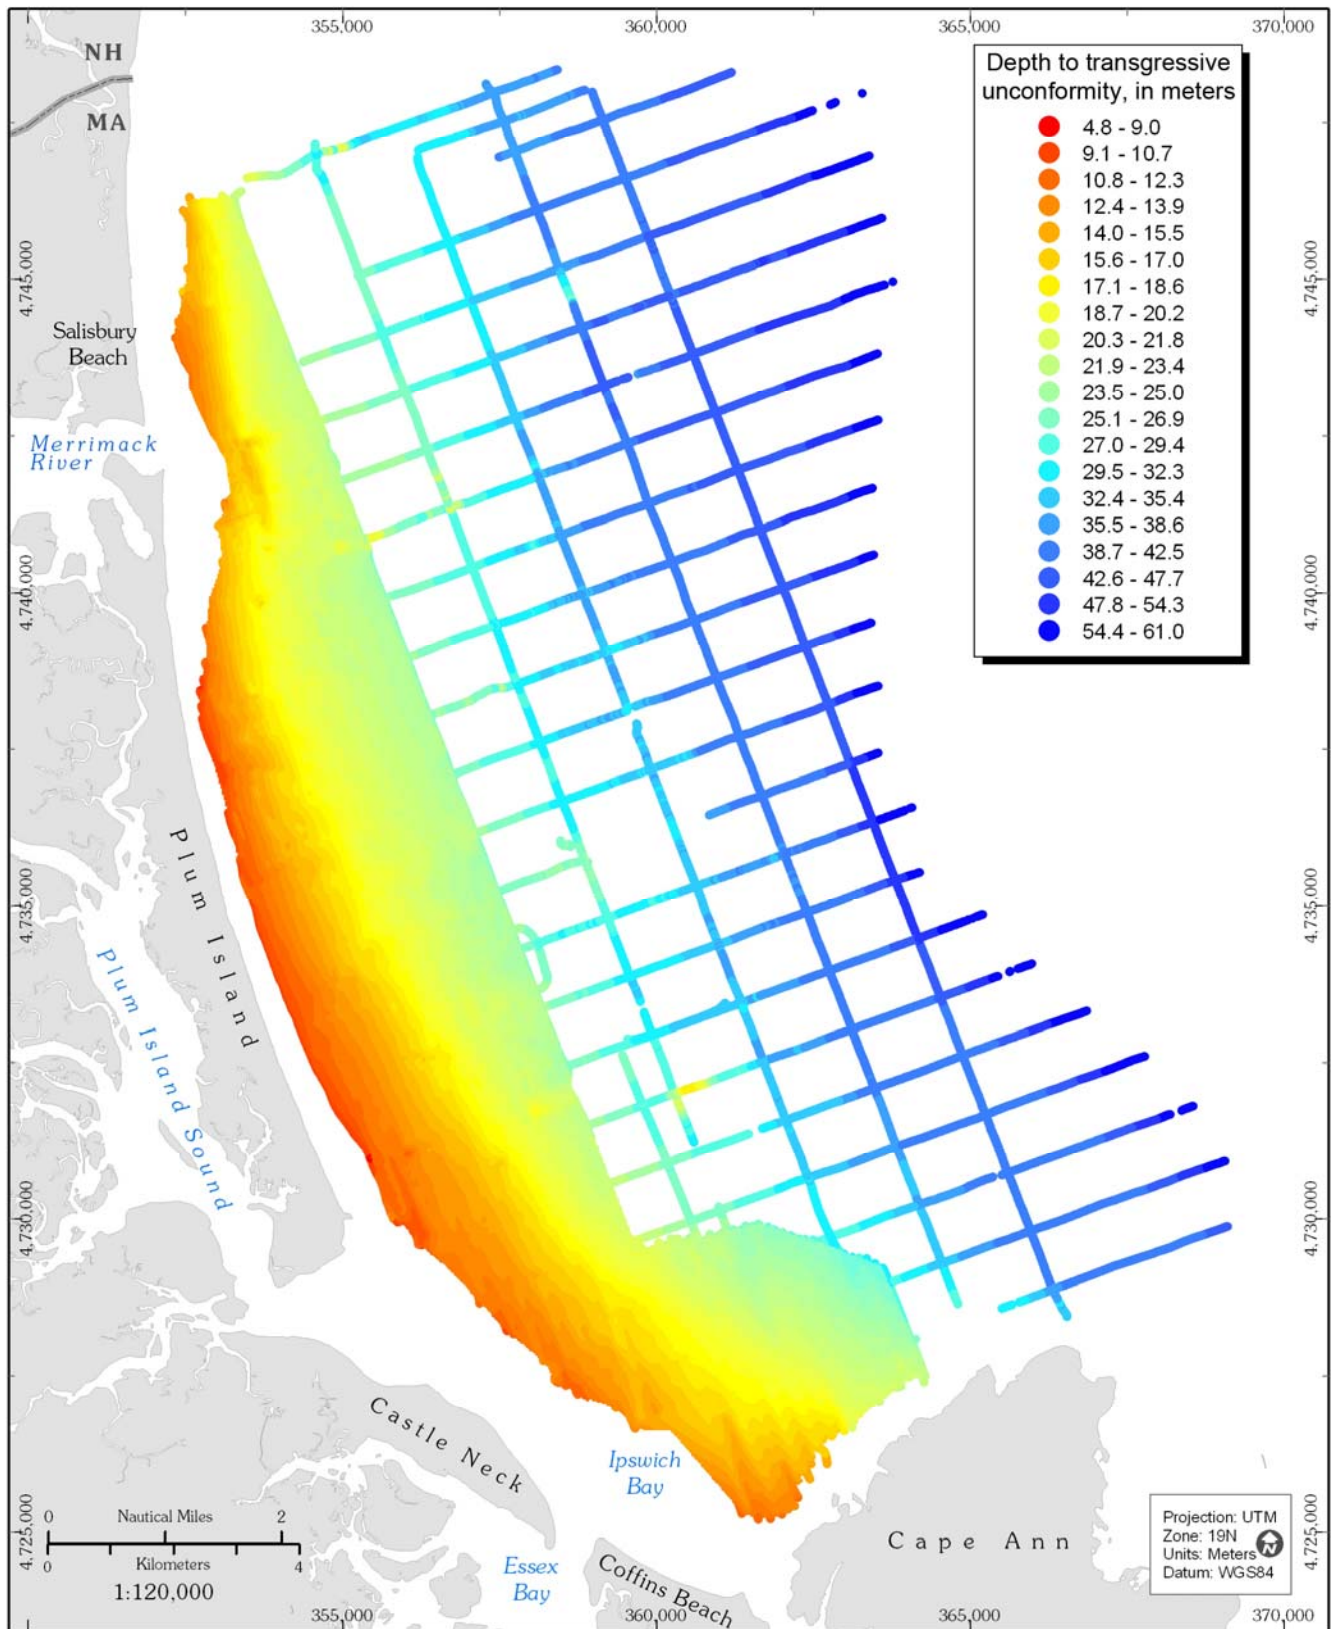 355,000
360,000
365,000
370,000
NH
MA
Depth to transgressive
unconformity, in meters
4.8 - 9.0
9.1 - 10.7
10.8 - 12.3
12.4 - 13.9
14.0 - 15.5
15.6 - 17.0
17.1 - 18.6
18.7 - 20.2
20.3 - 21.8
21.9 - 23.4
23.5 - 25.0
25.1 - 26.9
27.0 - 29.4
29.5 - 32.3
32.4 - 35.4
35.5 - 38.6
38.7 - 42.5
42.6 - 47.7
47.8 - 54.3
54.4 - 61.0
4,745,000
4,745,000
Salisbury
Beach
Merrimack
River
4,740,000
4,740,000
Plum Island
4,735,000
4,735,000
Plum Island Sound
4,730,000
4,730,000
Castle Neck
Ipswich
Bay
Cape Ann
Essex
Bay
Coffins Beach
4,725,000
4,725,000
0 Nautical Miles 2
0 Kilometers 4
1:120,000
Projection: UTM
Zone: 19N
Units: Meters
Datum: WGS84
N
355,000
360,000
365,000
370,000